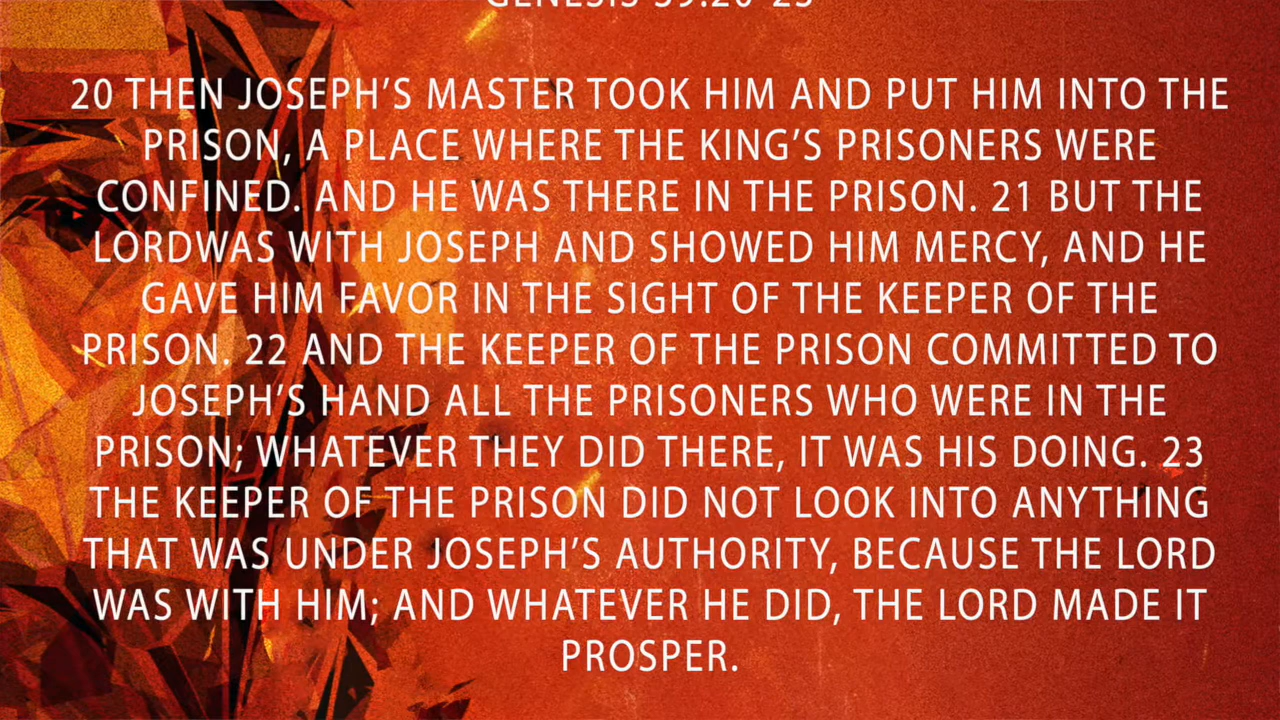 GENESIS 39:20-23
20 THEN JOSEPH’S MASTER TOOK HIM AND PUT HIM INTO THE
PRISON, A PLACE WHERE THE KING’S PRISONERS WERE
CONFINED. AND HE WAS THERE IN THE PRISON. 21 BUT THE
LORDWAS WITH JOSEPH AND SHOWED HIM MERCY, AND HE
GAVE HIM FAVOR IN THE SIGHT OF THE KEEPER OF THE
PRISON. 22 AND THE KEEPER OF THE PRISON COMMITTED TO
JOSEPH’S HAND ALL THE PRISONERS WHO WERE IN THE
PRISON; WHATEVER THEY DID THERE, IT WAS HIS DOING. 23
THE KEEPER OF THE PRISON DID NOT LOOK INTO ANYTHING
THAT WAS UNDER JOSEPH’S AUTHORITY, BECAUSE THE LORD
WAS WITH HIM; AND WHATEVER HE DID, THE LORD MADE IT
PROSPER.